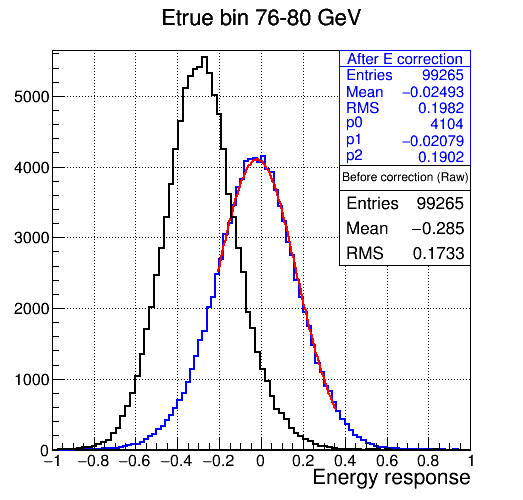 Etrue bin 76-80 GeV
After E correction
Entries 99265
Mean −0.02493
RMS 0.1982
p0 4104
p1 −0.02079
p2 0.1902
Before correction (Raw)
Entries 99265
Mean −0.285
RMS 0.1733
5000
4000
3000
2000
1000
0
−1 −0.8 −0.6 −0.4 −0.2 0 0.2 0.4 0.6 0.8 1
Energy response